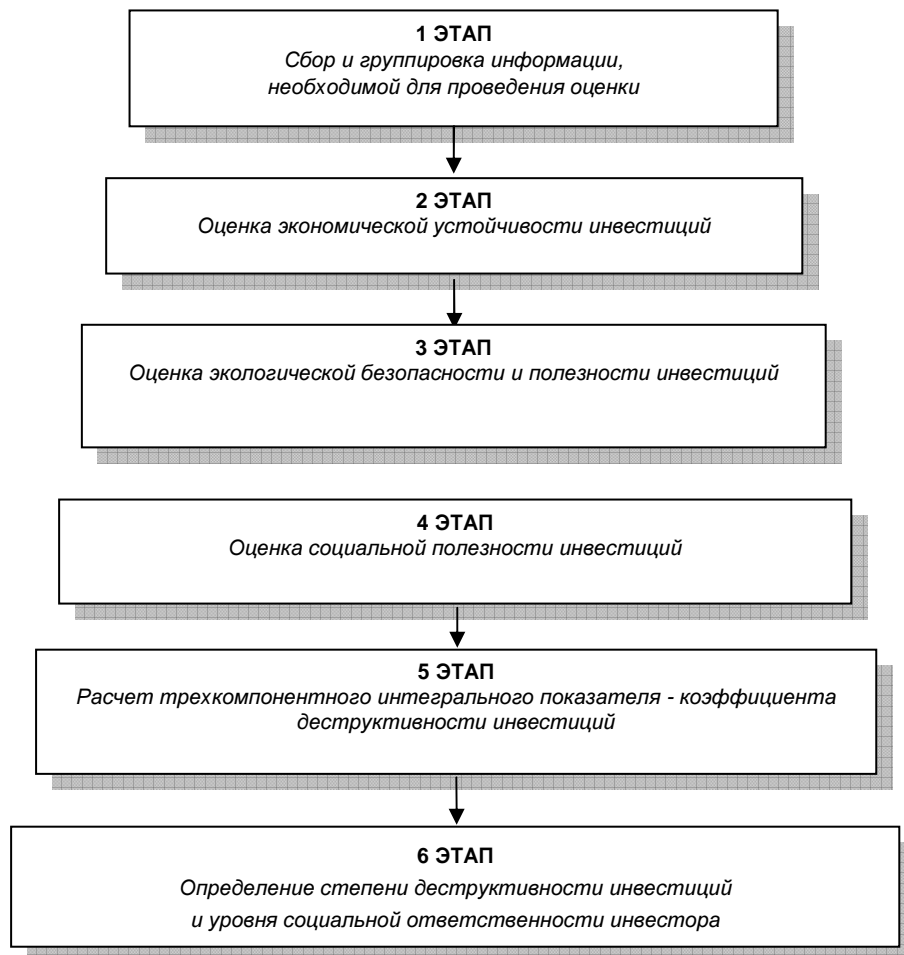 1 ЭТАП
Сбор и группировка информации,
необходимой для проведения оценки
2 ЭТАП
Оценка экономической устойчивости инвестиций
3 ЭТАП
Оценка экологической безопасности и полезности инвестиций
4 ЭТАП
Оценка социальной полезности инвестиций
5 ЭТАП
Расчет трехкомпонентного интегрального показателя - коэффициента
деструктивности инвестиций
6 ЭТАП
Определение степени деструктивности инвестиций
и уровня социальной ответственности инвестора